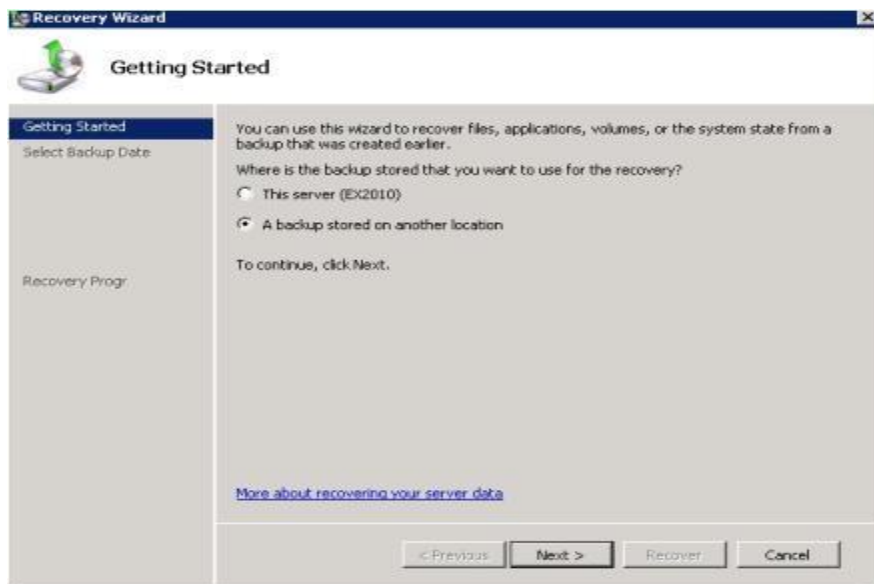 Recovery Wizard
Getting Started
Getting Started
Select Backup Date
Recovery Progr
You can use this wizard to recover files, applications, volumes, or the system state from a
backup that was created earlier.
Where is the backup stored that you want to use for the recovery?
This server (EX2010)
A backup stored on another location
To continue, click Next.
More about recovering your server data
< Previous
Next >
Recover
Cancel